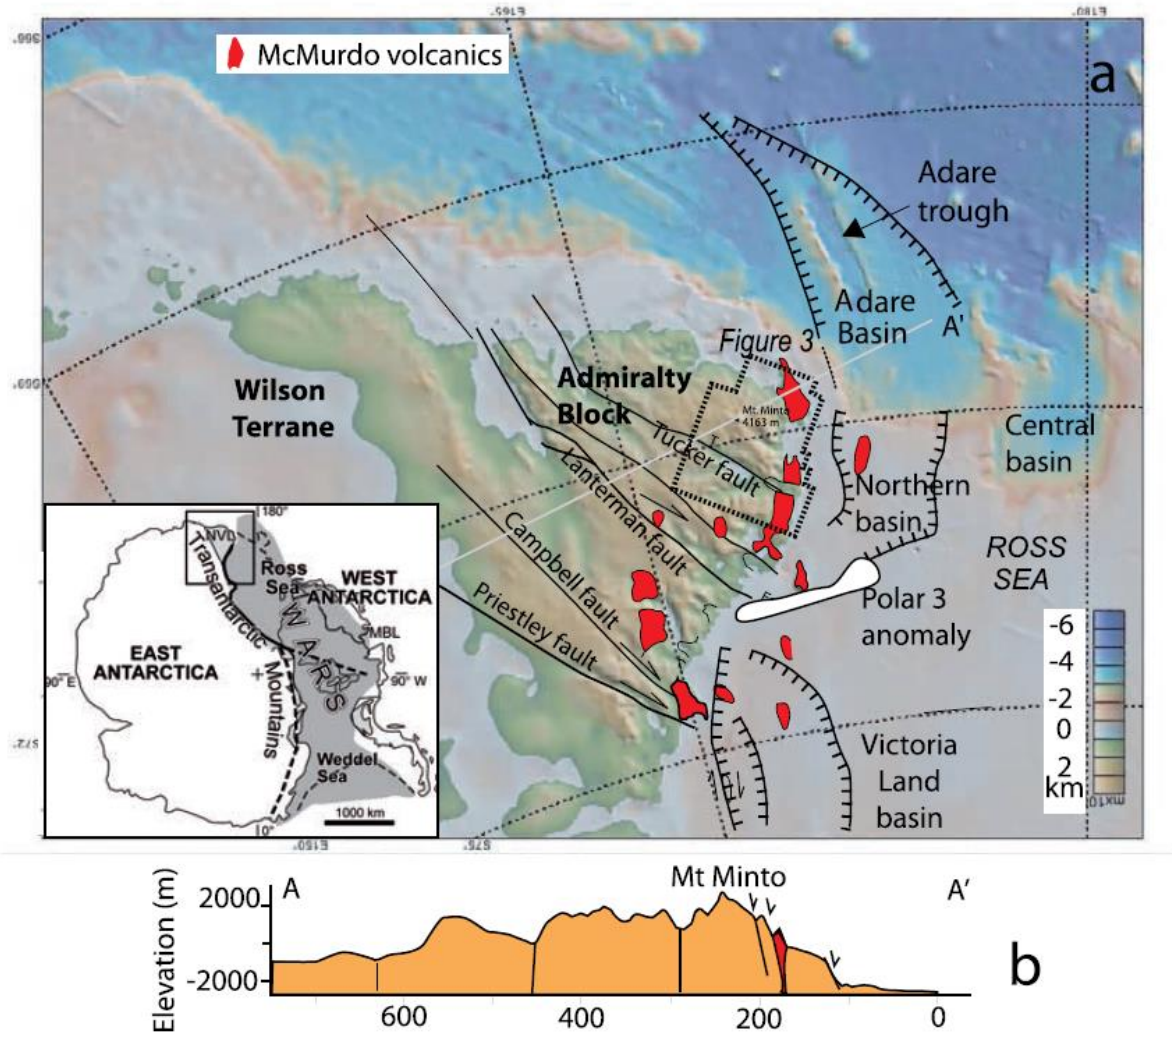 McMurdo volcanics
a
Adare
trough
Adare
Basin
A'
Figure 3
Wilson
Terrane
Admiralty
Block
Mt. Minto
4163 m
Tucker fault
Central
basin
Lanterman fault
Northern
basin
Campbell fault
ROSS
SEA
Priestley fault
Polar 3
anomaly
Victoria
Land
basin
-6
-4
-2
0
2
km
180°
NVL
Ross
Sea
WEST
ANTARCTICA
Transantarctic
Mountains
WARS
MBL
EAST
ANTARCTICA
90° E
90° W
Weddel
Sea
1000 km
0°
A
Mt Minto
A'
Elevation (m)
2000
-2000
b
600
400
200
0